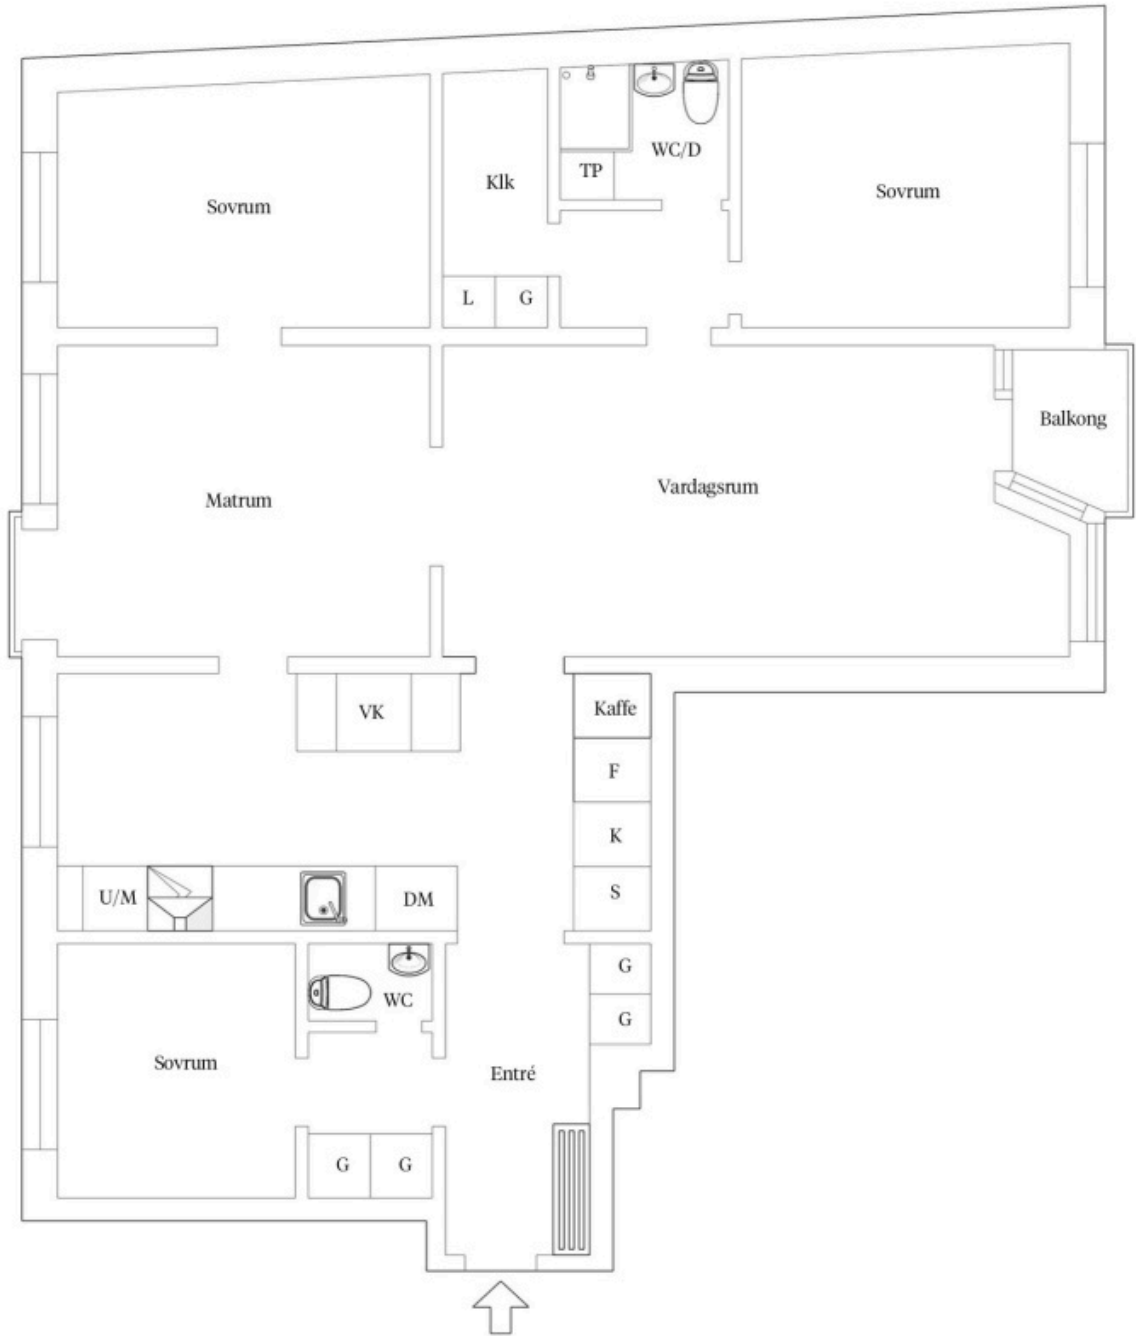 WC/D
TP
Klk
Sovrum
Sovrum
L
G
Balkong
Matrum
Vardagsrum
VK
Kaffe
F
K
S
U/M
DM
G
WC
G
Sovrum
Entré
G
G